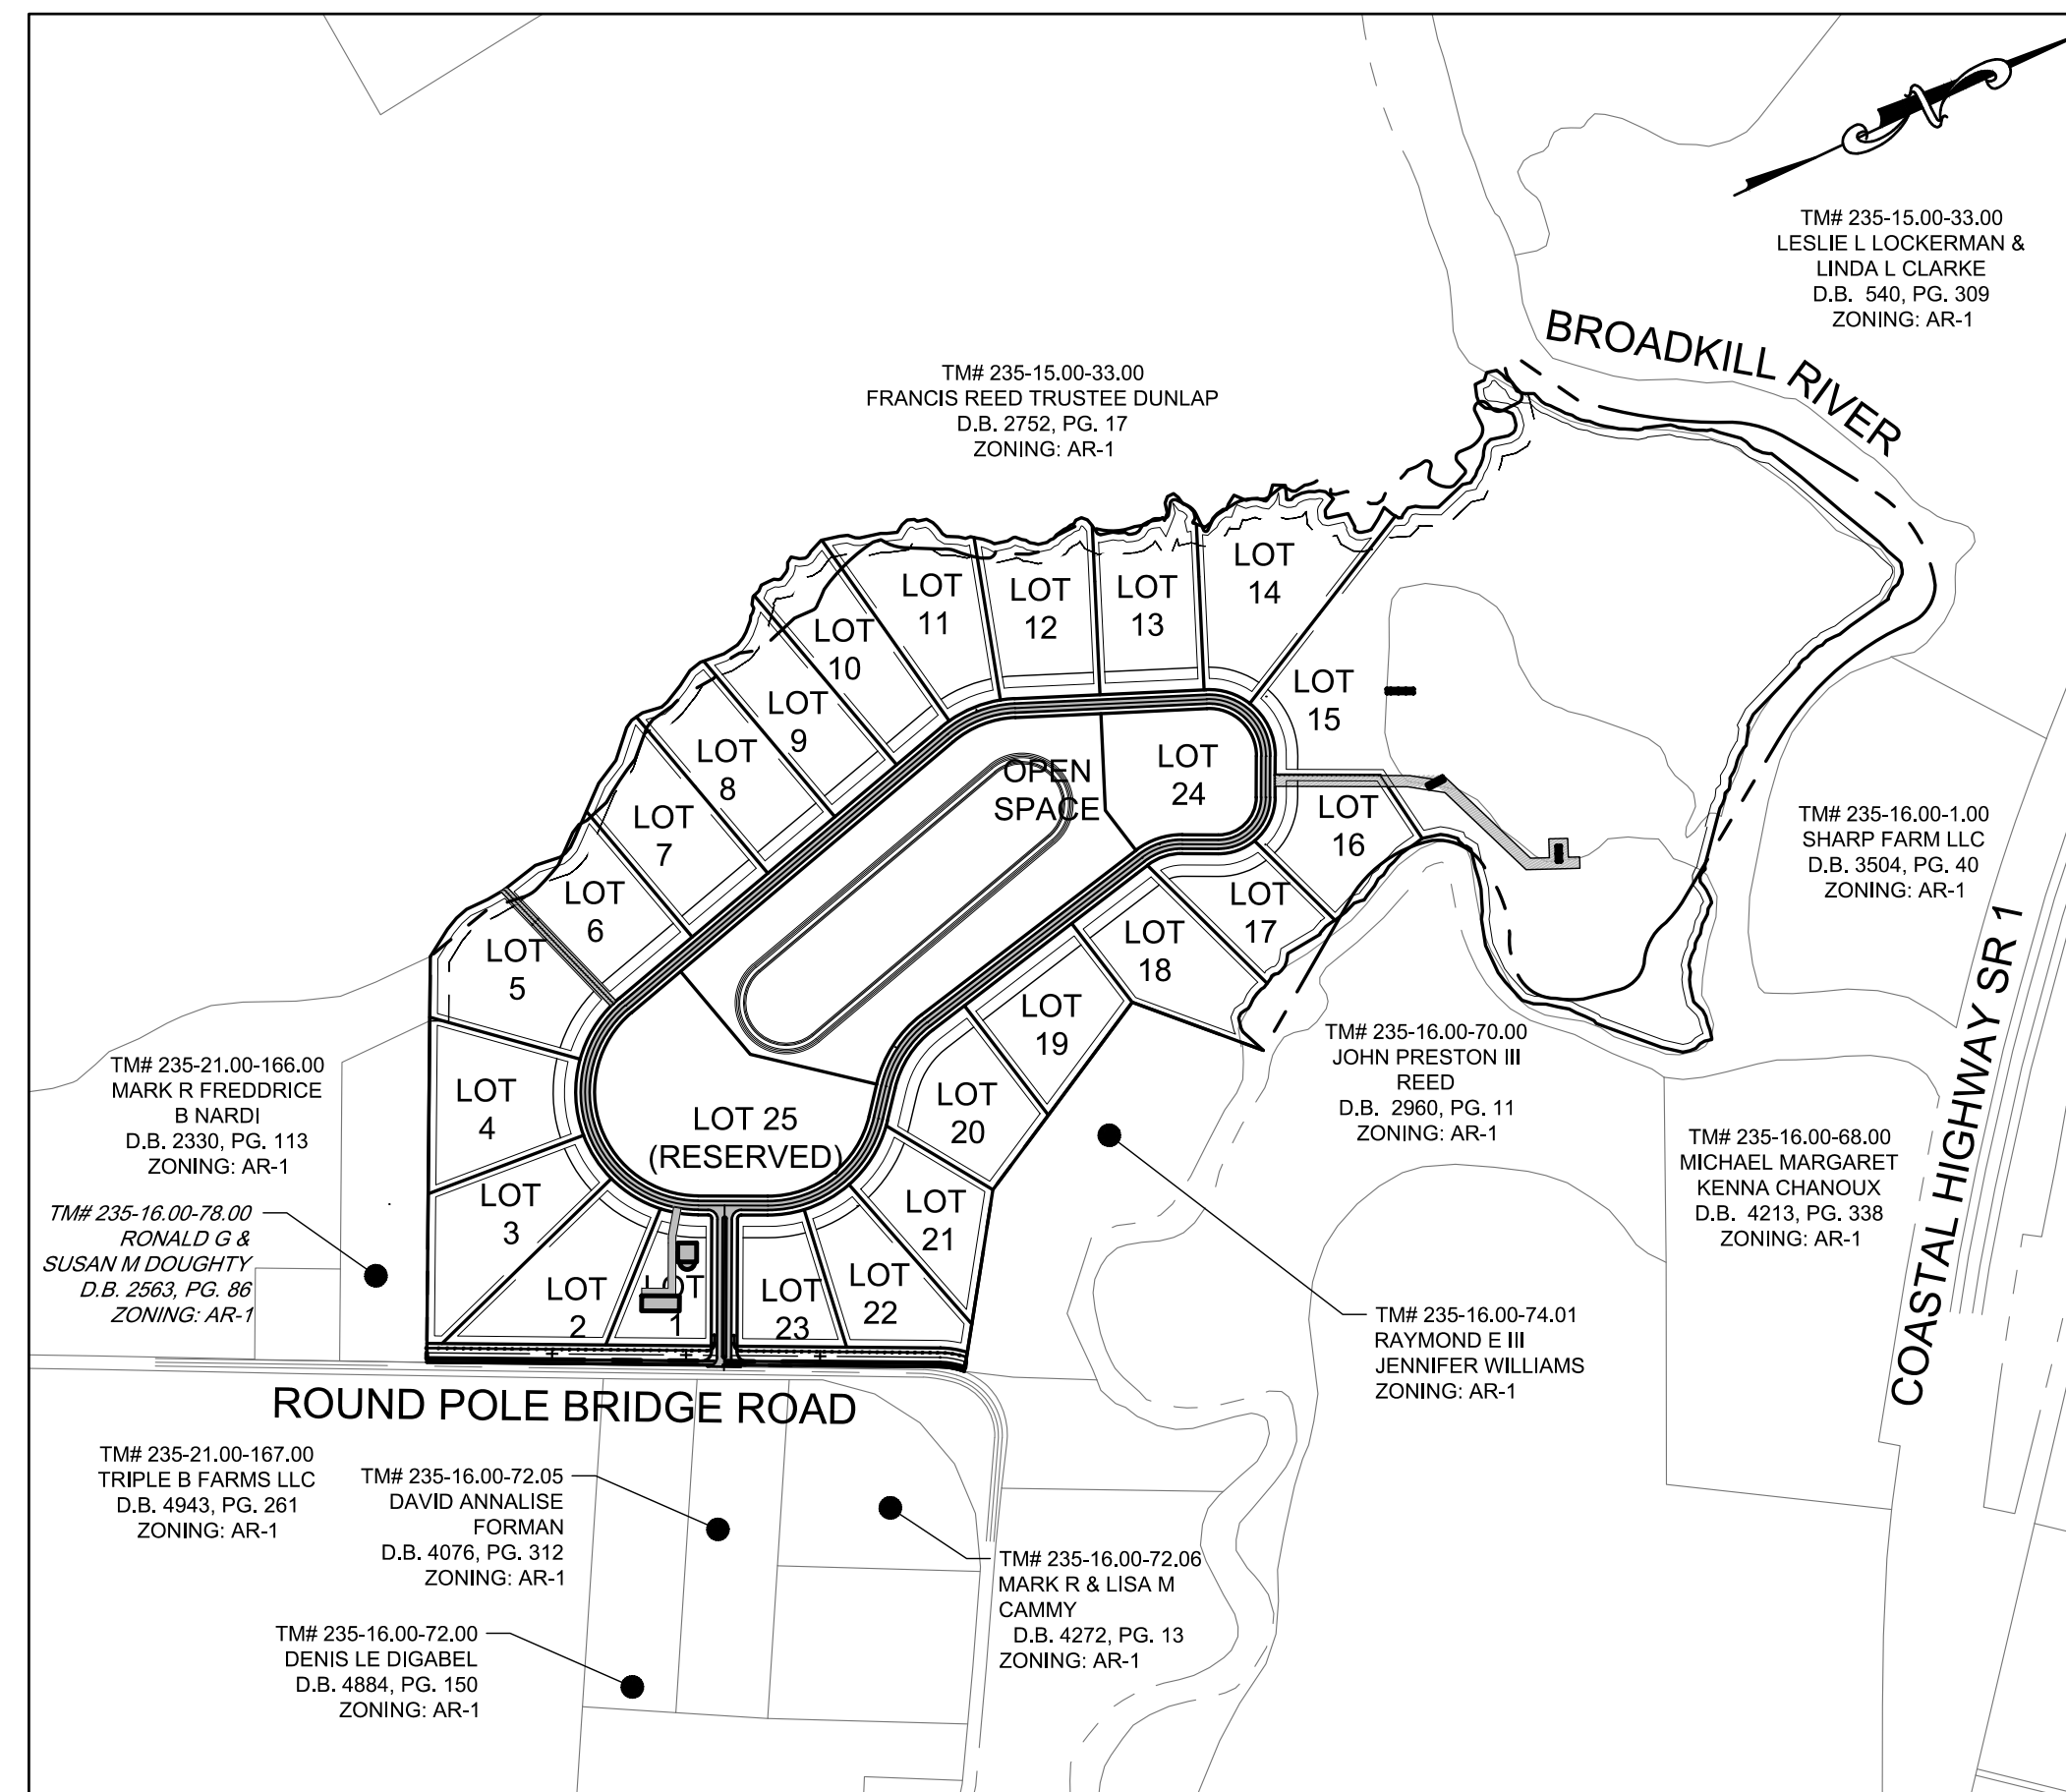 TM# 235-15.00-33.00
LESLIE L LOCKERMAN &
LINDA L CLARKE
D.B. 540, PG. 309
ZONING: AR-1
BROADKILL RIVER
TM# 235-15.00-33.00
FRANCIS REED TRUSTEE DUNLAP
D.B. 2752, PG. 17
ZONING: AR-1
LOT
14
LOT
13
LOT
12
LOT
11
LOT
10
LOT
9
LOT
8
LOT
7
LOT
6
LOT
5
LOT
4
LOT
3
LOT
2
LOT
1
LOT
15
LOT
16
LOT
17
LOT
18
LOT
19
LOT
20
LOT
21
LOT
22
LOT
23
LOT
24
OPEN
SPACE
LOT 25
(RESERVED)
TM# 235-16.00-1.00
SHARP FARM LLC
D.B. 3504, PG. 40
ZONING: AR-1
COASTAL HIGHWAY SR 1
TM# 235-16.00-70.00
JOHN PRESTON III
REED
D.B. 2960, PG. 11
ZONING: AR-1
TM# 235-16.00-68.00
MICHAEL MARGARET
KENNA CHANOUX
D.B. 4213, PG. 338
ZONING: AR-1
TM# 235-21.00-166.00
MARK R FREDDRICE
B NARDI
D.B. 2330, PG. 113
ZONING: AR-1
TM# 235-16.00-78.00
RONALD G &
SUSAN M DOUGHTY
D.B. 2563, PG. 86
ZONING: AR-1
TM# 235-16.00-74.01
RAYMOND E III
JENNIFER WILLIAMS
ZONING: AR-1
ROUND POLE BRIDGE ROAD
TM# 235-21.00-167.00
TRIPLE B FARMS LLC
D.B. 4943, PG. 261
ZONING: AR-1
TM# 235-16.00-72.05
DAVID ANNALISE
FORMAN
D.B. 4076, PG. 312
ZONING: AR-1
TM# 235-16.00-72.06
MARK R & LISA M
CAMMY
D.B. 4272, PG. 13
ZONING: AR-1
TM# 235-16.00-72.00
DENIS LE DIGABEL
D.B. 4884, PG. 150
ZONING: AR-1
N